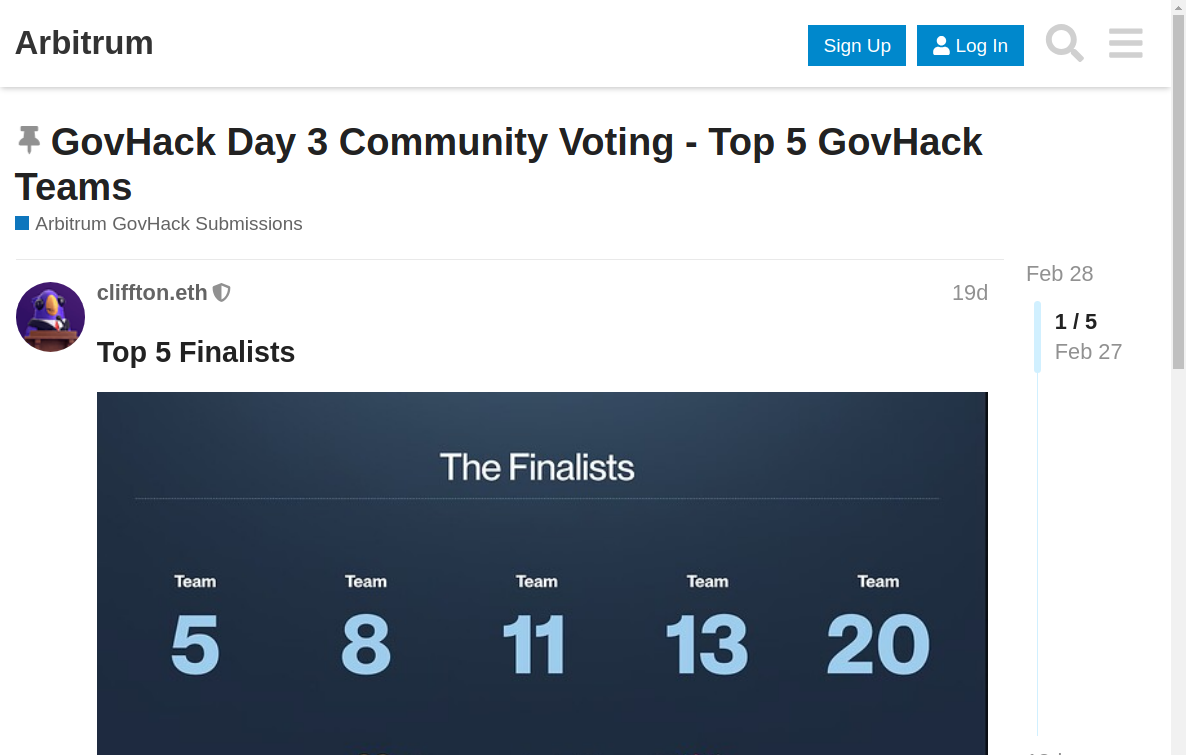 Arbitrum
Sign Up
Log In
GovHack Day 3 Community Voting - Top 5 GovHack
Teams
Arbitrum GovHack Submissions
cliffton.eth
19d
Top 5 Finalists
The Finalists
Team
5
Team
8
Team
11
Team
13
Team
20
Feb 28
1 / 5
Feb 27